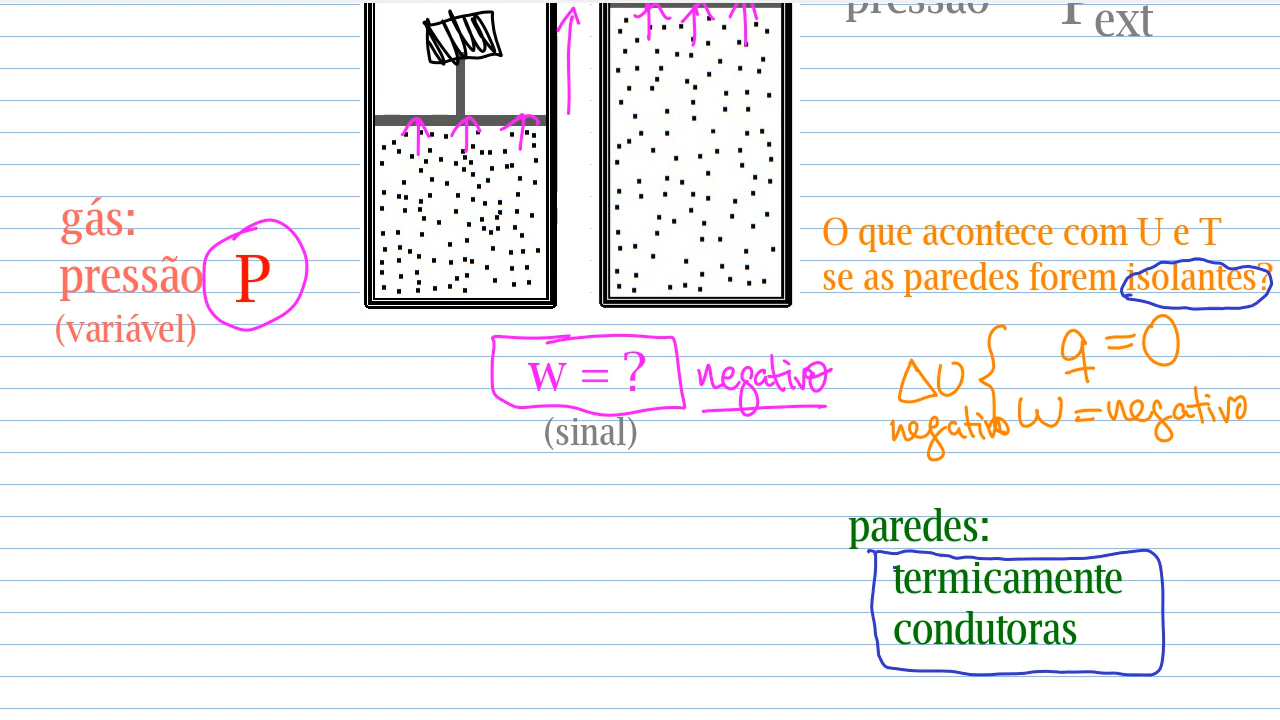 ext
gás:
pressão P
(variável)
O que acontece com U e T
se as paredes forem isolantes?
w = ? negativo
(sinal)
ΔU { q = 0
negativo w = negativo
paredes:
termicamente
condutoras